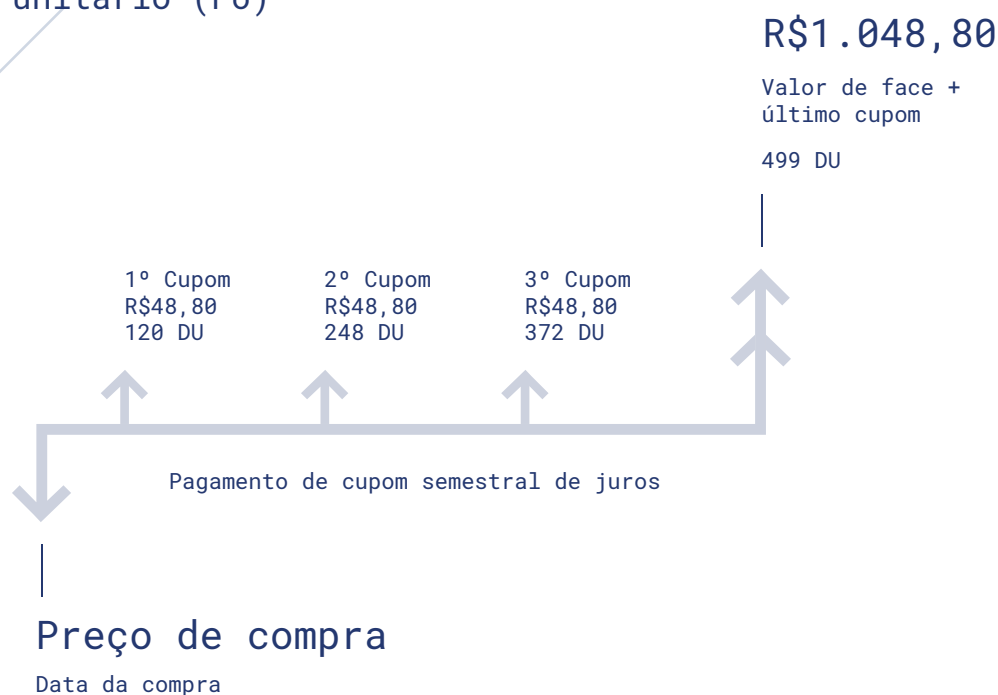 unitário (PU)
R$1.048,80
Valor de face +
último cupom
499 DU
1º Cupom
R$48,80
120 DU
2º Cupom
R$48,80
248 DU
3º Cupom
R$48,80
372 DU
Pagamento de cupom semestral de juros
Preço de compra
Data da compra